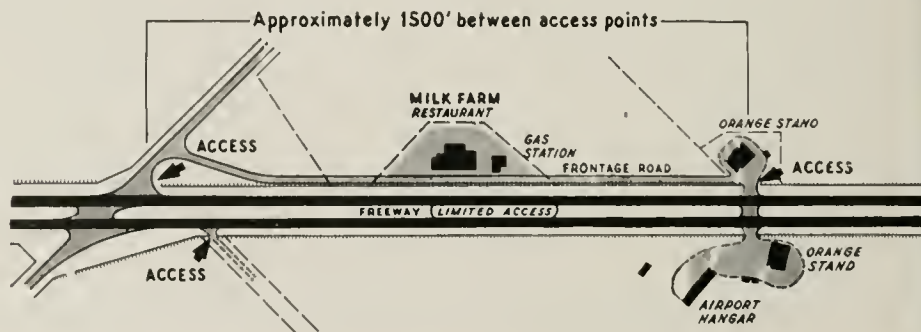 Approximately 1500' between access points
MILK FARM
RESTAURANT
GAS
STATION
ORANGE STAND
ACCESS
ACCESS
FRONTAGE ROAD
FREEWAY (LIMITED ACCESS)
ACCESS
ORANGE
STAND
AIRPORT
HANGAR